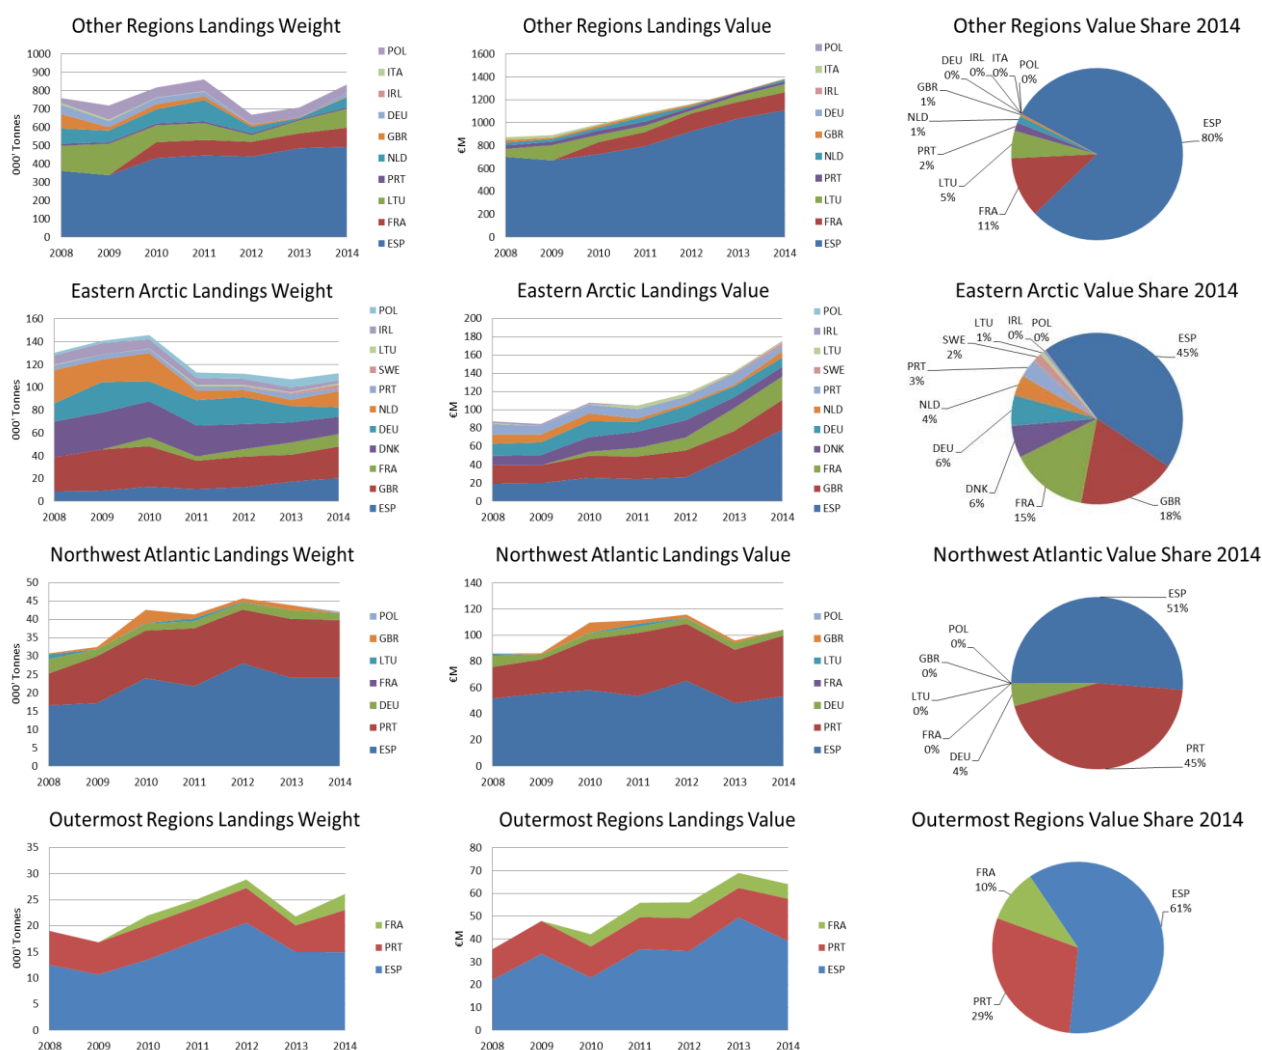 Other Regions Landings Weight
000' Tonnes
1000
900
800
700
600
500
400
300
200
100
0
2008 2009 2010 2011 2012 2013 2014
POL
ITA
IRL
DEU
GBR
NLD
PRT
LTU
FRA
ESP
Other Regions Landings Value
€M
1600
1400
1200
1000
800
600
400
200
0
2008 2009 2010 2011 2012 2013 2014
POL
ITA
IRL
DEU
GBR
NLD
PRT
LTU
FRA
ESP
Other Regions Value Share 2014
DEU
0%
IRL
0%
ITA
0%
POL
0%
GBR
1%
NLD
1%
PRT
2%
LTU
5%
FRA
11%
ESP
80%
Eastern Arctic Landings Weight
000' Tonnes
160
140
120
100
80
60
40
20
0
2008 2009 2010 2011 2012 2013 2014
POL
IRL
LTU
SWE
PRT
NLD
DEU
DNK
FRA
GBR
ESP
Eastern Arctic Landings Value
€M
200
180
160
140
120
100
80
60
40
20
0
2008 2009 2010 2011 2012 2013 2014
POL
IRL
LTU
SWE
PRT
NLD
DEU
DNK
FRA
GBR
ESP
Eastern Arctic Value Share 2014
LTU
1%
IRL
0%
POL
0%
SWE
2%
PRT
3%
NLD
4%
DEU
6%
DNK
6%
FRA
15%
GBR
18%
ESP
45%
Northwest Atlantic Landings Weight
000' Tonnes
50
45
40
35
30
25
20
15
10
5
0
2008 2009 2010 2011 2012 2013 2014
POL
GBR
LTU
FRA
DEU
PRT
ESP
Northwest Atlantic Landings Value
€M
140
120
100
80
60
40
20
0
2008 2009 2010 2011 2012 2013 2014
POL
GBR
LTU
FRA
DEU
PRT
ESP
Northwest Atlantic Value Share 2014
ESP
51%
POL
0%
GBR
0%
LTU
0%
FRA
0%
DEU
4%
PRT
45%
Outermost Regions Landings Weight
000' Tonnes
35
30
25
20
15
10
5
0
2008 2009 2010 2011 2012 2013 2014
FRA
PRT
ESP
Outermost Regions Landings Value
€M
80
70
60
50
40
30
20
10
0
2008 2009 2010 2011 2012 2013 2014
FRA
PRT
ESP
Outermost Regions Value Share 2014
FRA
10%
ESP
61%
PRT
29%